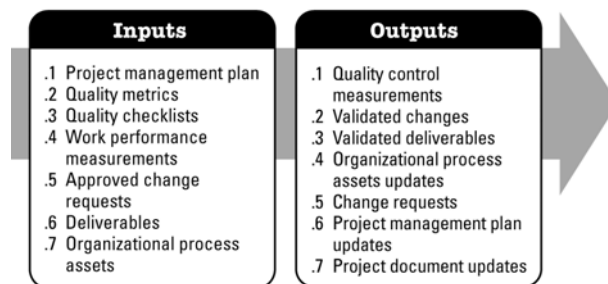 Inputs
.1 Project management plan
.2 Quality metrics
.3 Quality checklists
.4 Work performance
measurements
.5 Approved change
requests
.6 Deliverables
.7 Organizational process
assets
Outputs
.1 Quality control
measurements
.2 Validated changes
.3 Validated deliverables
.4 Organizational process
assets updates
.5 Change requests
.6 Project management plan
updates
.7 Project document updates